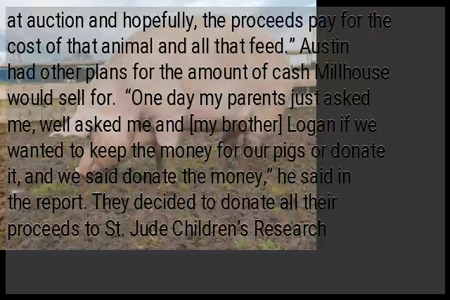 at auction and hopefully, the proceeds pay for the
cost of that animal and all that feed.” Austin
had other plans for the amount of cash Millhouse
would sell for.  “One day my parents just asked
me, well asked me and [my brother] Logan if we
wanted to keep the money for our pigs or donate
it, and we said donate the money,” he said in
the report. They decided to donate all their
proceeds to St. Jude Children’s Research